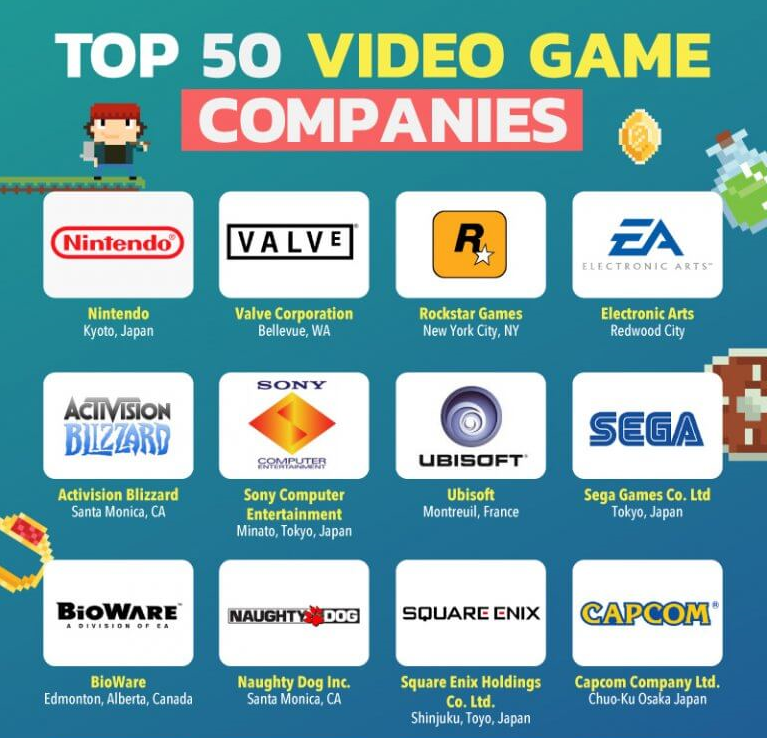 TOP 50 VIDEO GAME
COMPANIES
Nintendo®
VALVE
R
EA
ELECTRONIC ARTS™
Nintendo
Kyoto, Japan
Valve Corporation
Bellevue, WA
Rockstar Games
New York City, NY
Electronic Arts
Redwood City
ACTIVISION
BLIZZARD
SONY
COMPUTER
ENTERTAINMENT
UBISOFT
SEGA
Activision Blizzard
Santa Monica, CA
Sony Computer
Entertainment
Minato, Tokyo, Japan
Ubisoft
Montreuil, France
Sega Games Co. Ltd
Tokyo, Japan
BIOWARE™
A DIVISION OF EA
NAUGHTY DOG
SQUARE ENIX
CAPCOM®
BioWare
Edmonton, Alberta, Canada
Naughty Dog Inc.
Santa Monica, CA
Square Enix Holdings
Co. Ltd.
Shinjuku, Toyo, Japan
Capcom Company Ltd.
Chuo-Ku Osaka Japan